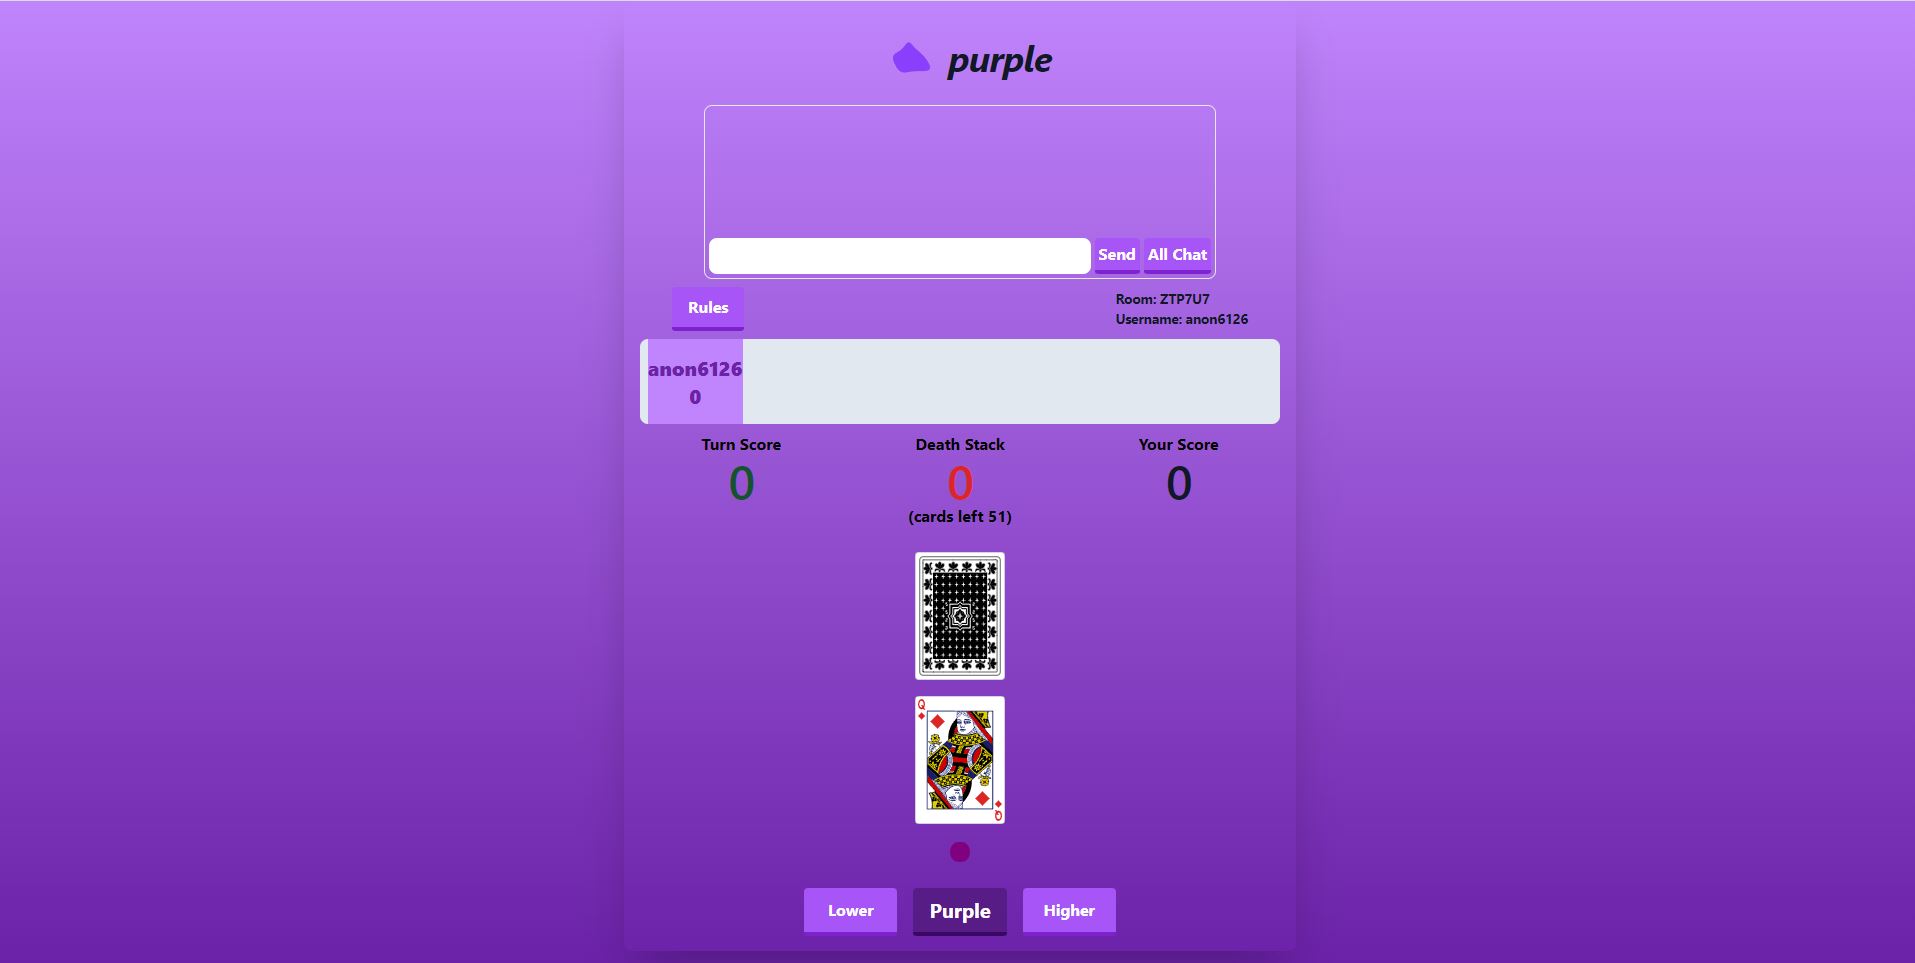 purple
Send All Chat
Rules
Room: ZTP7U7
Username: anon6126
anon6126
0
Turn Score Death Stack Your Score
0 0 0
(cards left 51)
Q
Q
Lower Purple Higher